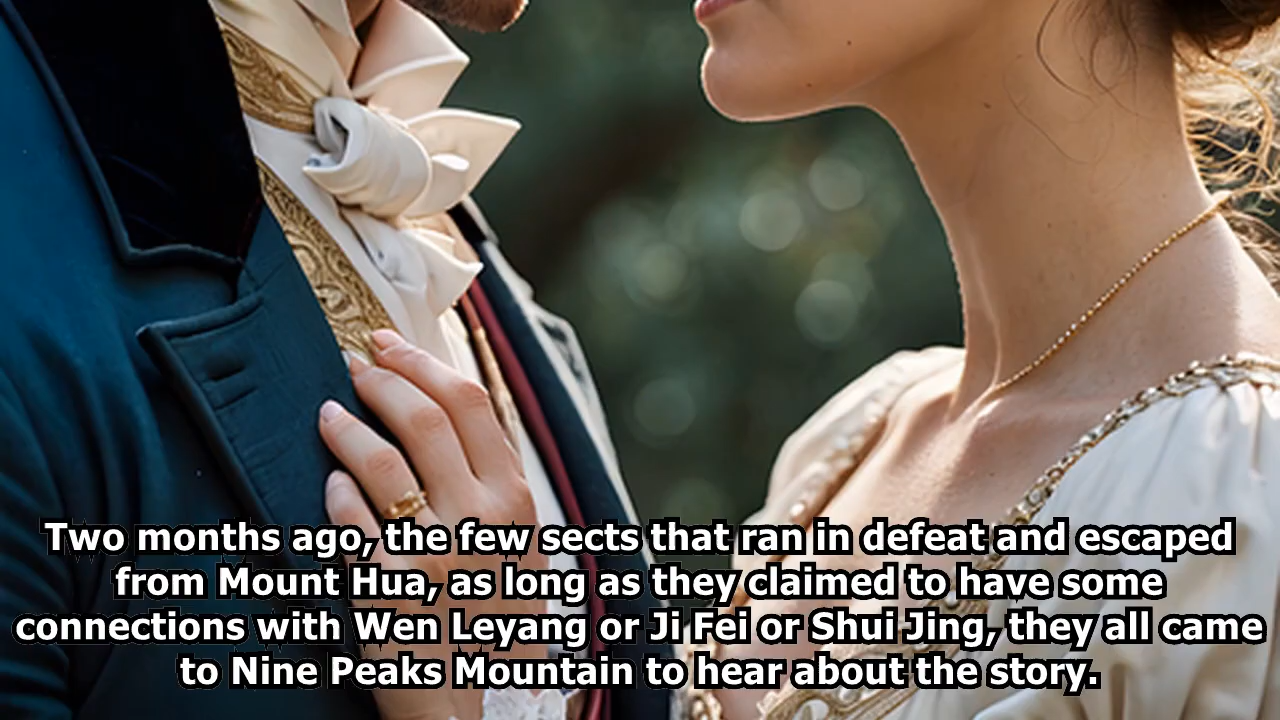 Two months ago, the few sects that ran in defeat and escaped
from Mount Hua, as long as they claimed to have some
connections with Wen Leyang or Ji Fei or Shui Jing, they all came
to Nine Peaks Mountain to hear about the story.